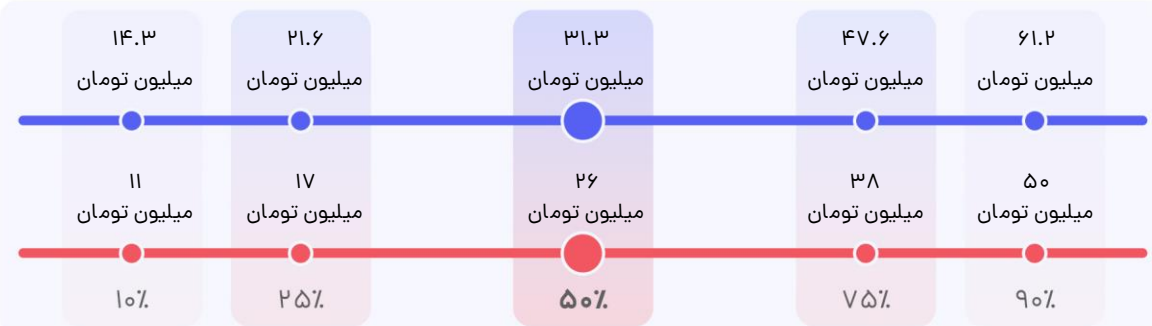 ۱۴.۳ ۲۱.۶ ۳۱.۳ ۴۷.۶ ۶۱.۲
میلیون تومان میلیون تومان میلیون تومان میلیون تومان میلیون تومان
۱۱ ۱۷ ۲۶ ۳۸ ۵۰
میلیون تومان میلیون تومان میلیون تومان میلیون تومان میلیون تومان
۱۰٪ ۲۵٪ ۵۰٪ ۷۵٪ ۹۰٪